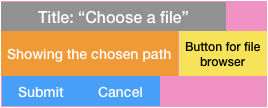 Title: “Choose a file”
Showing the chosen path
Button for file
browser
Submit Cancel